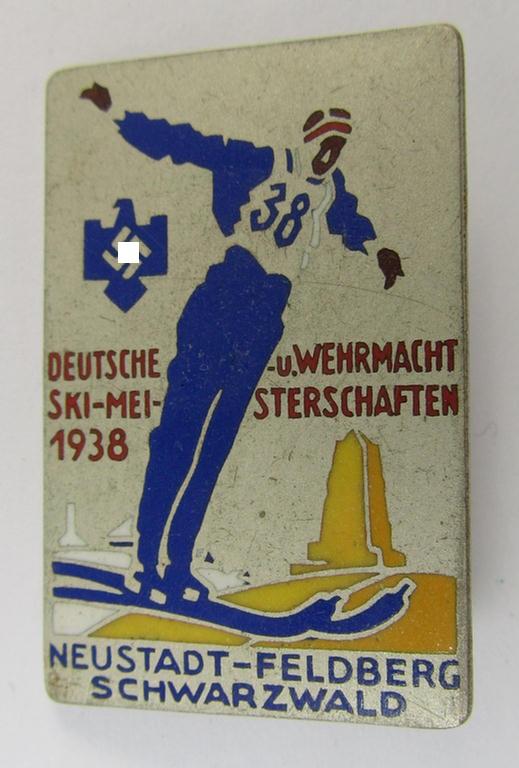 38
DEUTSCHE -u.WEHRMACHT
SKI-MEI- STERSCHAFTEN
1938
NEUSTADT-FELDBERG
SCHWARZWALD